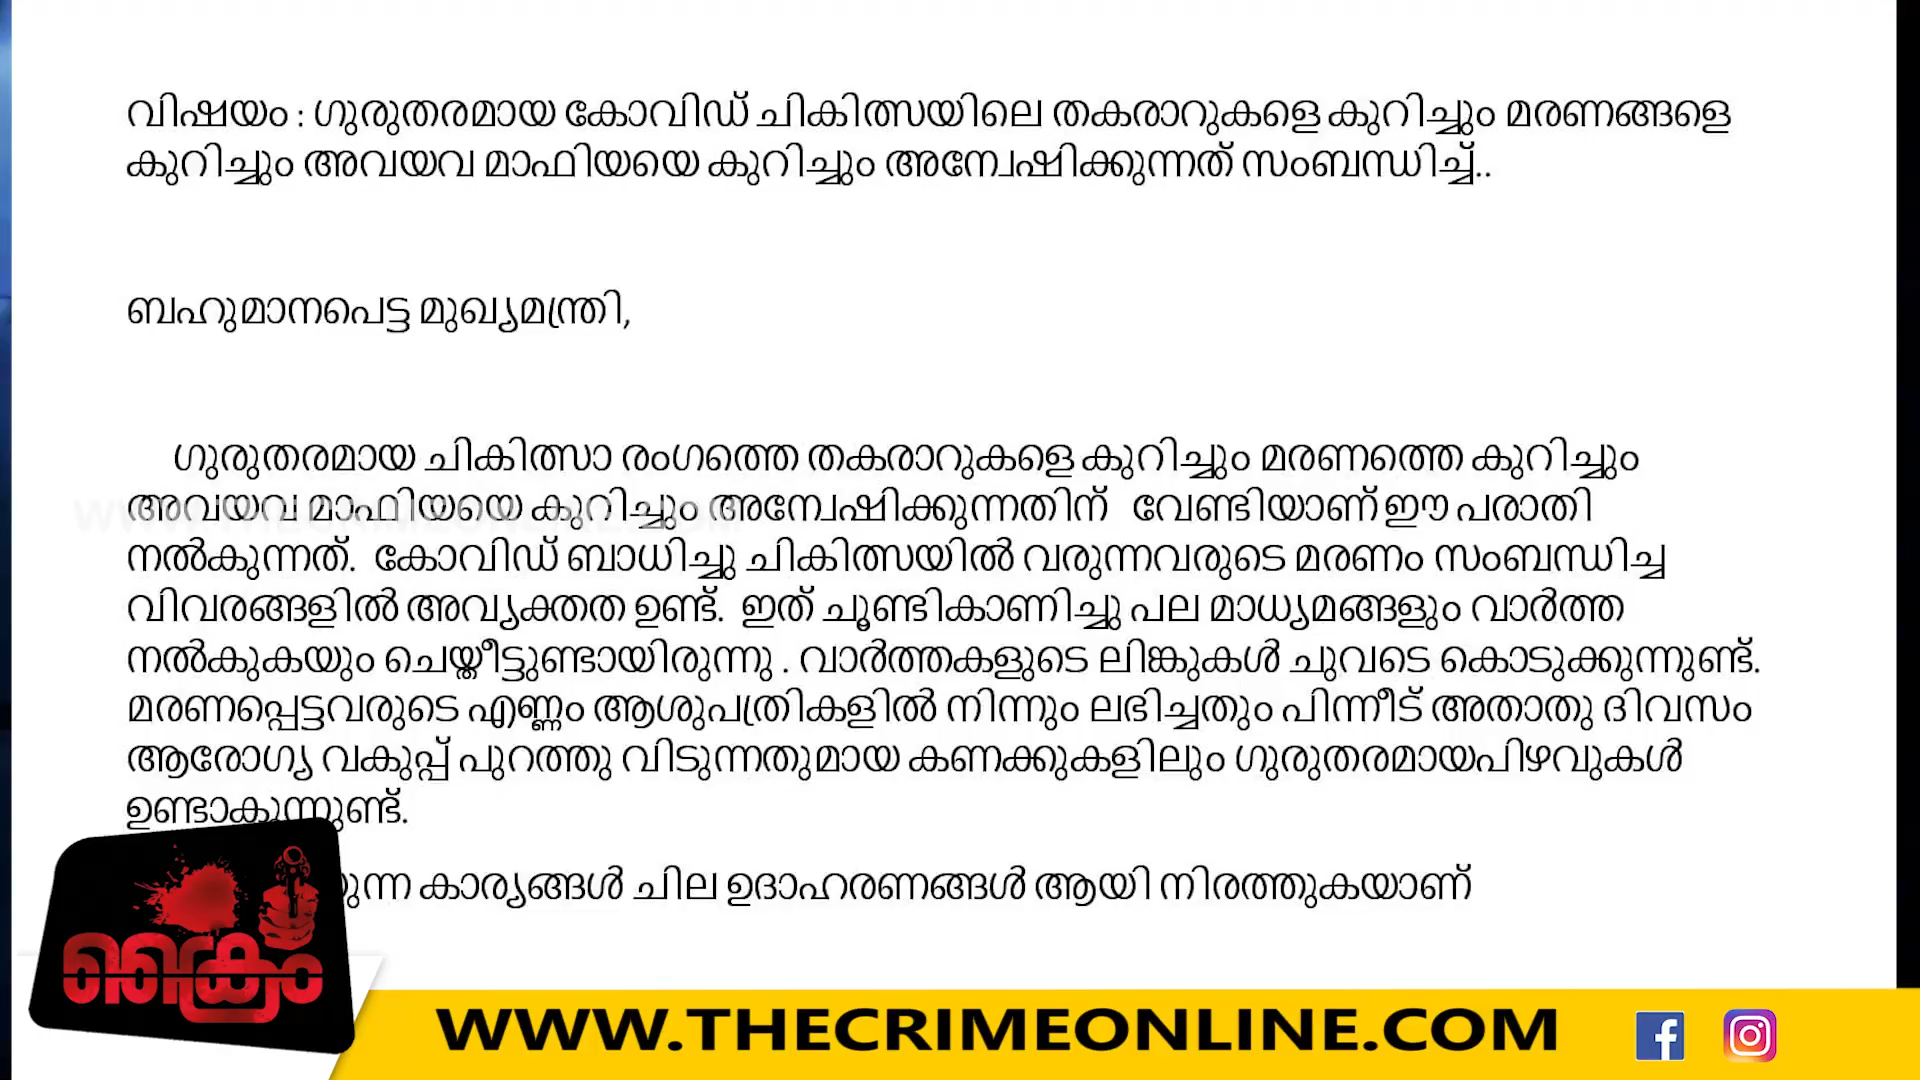 വിഷയം : ഗുരുതരമായ കോവിഡ് ചികിത്സയിലെ തകരാറുകളെ കുറിച്ചും മരണങ്ങളെ
കുറിച്ചും അവയവ മാഫിയയെ കുറിച്ചും അന്വേഷിക്കുന്നത് സംബന്ധിച്ച്..
ബഹുമാനപെട്ട മുഖ്യമന്ത്രി,
ഗുരുതരമായ ചികിത്സാ രംഗത്തെ തകരാറുകളെ കുറിച്ചും മരണത്തെ കുറിച്ചും
അവയവ മാഫിയയെ കുറിച്ചും അന്വേഷിക്കുന്നതിന് വേണ്ടിയാണ് ഈ പരാതി
നൽകുന്നത്. കോവിഡ് ബാധിച്ചു ചികിത്സയിൽ വരുന്നവരുടെ മരണം സംബന്ധിച്ച
വിവരങ്ങളിൽ അവ്യക്തത ഉണ്ട്. ഇത് ചൂണ്ടികാണിച്ചു പല മാധ്യമങ്ങളും വാർത്ത
നൽകുകയും ചെയ്തീട്ടുണ്ടായിരുന്നു . വാർത്തകളുടെ ലിങ്കുകൾ ചുവടെ കൊടുക്കുന്നുണ്ട്.
മരണപ്പെട്ടവരുടെ എണ്ണം ആശുപത്രികളിൽ നിന്നും ലഭിച്ചതും പിന്നീട് അതാതു ദിവസം
ആരോഗ്യ വകുപ്പ് പുറത്തു വിടുന്നതുമായ കണക്കുകളിലും ഗുരുതരമായപിഴവുകൾ
ഉണ്ടാകുന്നുണ്ട്.
കാര്യങ്ങൾ ചില ഉദാഹരണങ്ങൾ ആയി നിരത്തുകയാണ്
ക്രൈം
WWW.THECRIMEONLINE.COM